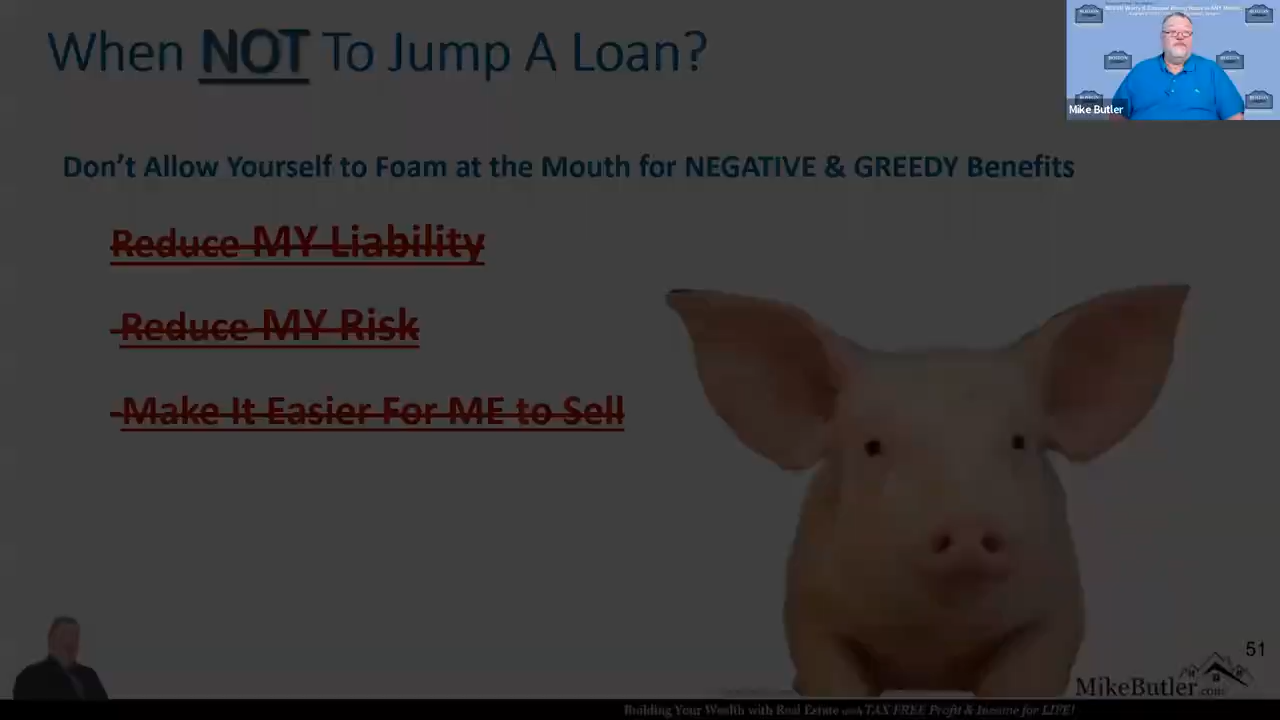 When NOT To Jump A Loan?
Mike Butler
Don't Allow Yourself to Foam at the Mouth for NEGATIVE & GREEDY Benefits
Reduce MY Liability
Reduce MY Risk
Make It Easier For ME to Sell
51
MikeButler.com
Building Your Wealth with Real Estate with TAX FREE Profit & Income for LIFE!